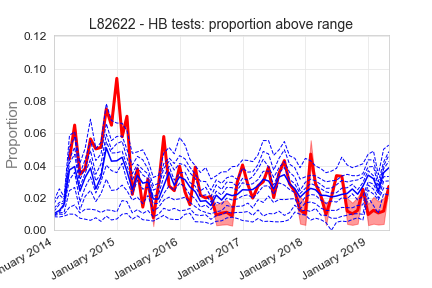 L82622 - HB tests: proportion above range
0.12
0.10
0.08
0.06
0.04
0.02
0.00
Proportion
nuary 2014
January 2015
January 2016
January 2017
January 2018
January 2019